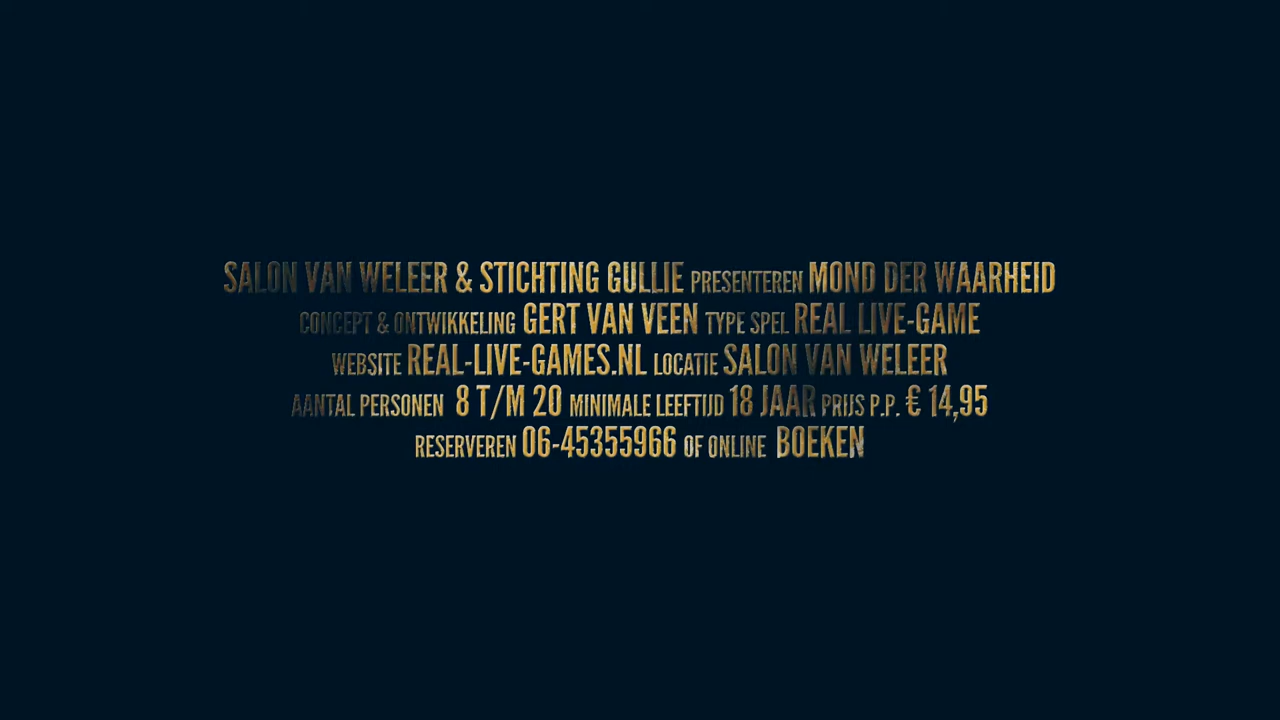 SALON VAN WELEER & STICHTING GULLIE PRESENTEREN MOND DER WAARHEID
CONCEPT & ONTWIKKELING GERT VAN VEEN TYPE SPEL REAL LIVE-GAME
WEBSITE REAL-LIVE-GAMES.NL LOCATIE SALON VAN WELEER
AANTAL PERSONEN 8 T/M 20 MINIMALE LEEFTIJD 18 JAAR PRIJS P.P. € 14,95
RESERVEREN 06-45355966 OF ONLINE BOEKEN